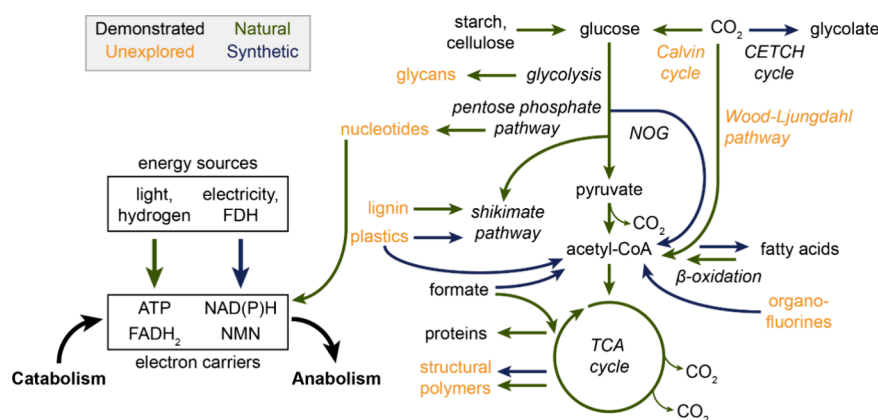 Demonstrated Natural
Unexplored Synthetic
starch,
cellulose
glucose
CO2
glycolate
Calvin
cycle
CETCH
cycle
glycans
glycolysis
Wood-Ljungdahl
pathway
nucleotides
pentose phosphate
pathway
NOG
energy sources
light,
hydrogen
electricity,
FDH
lignin
plastics
shikimate
pathway
pyruvate
CO2
acetyl-CoA
fatty acids
β-oxidation
formate
organo-
fluorines
ATP NAD(P)H
FADH2 NMN
electron carriers
Catabolism
Anabolism
proteins
structural
polymers
TCA
cycle
CO2
CO2